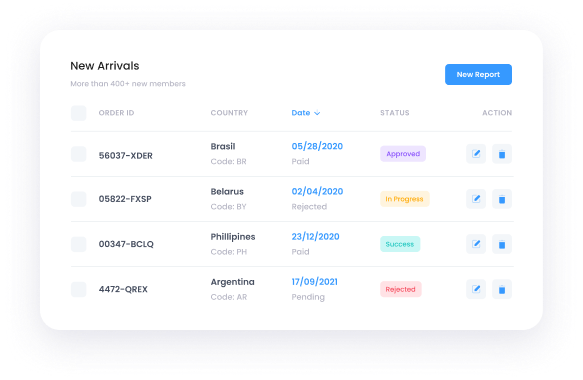 New Arrivals
More than 400+ new members
New Report
ORDER ID COUNTRY Date STATUS ACTION
56037-XDER Brasil 05/28/2020 Approved
Code: BR Paid
05822-FXSP Belarus 02/04/2020 In Progress
Code: BY Rejected
00347-BCLQ Phillipines 23/12/2020 Success
Code: PH Paid
4472-QREX Argentina 17/09/2021 Rejected
Code: AR Pending